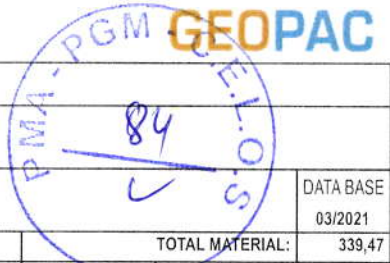 GEOPAC
PMA - PGM - C.E.L.O.S
84
DATA BASE
03/2021
TOTAL MATERIAL: 339,47